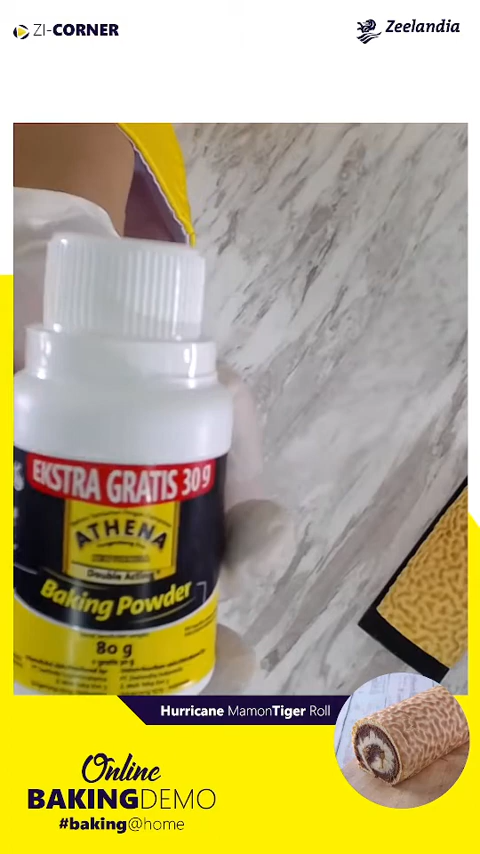 ZI-CORNER
Zeelandia
EKSTRA GRATIS 30 g
ATHENA
Double Acting
Baking Powder
80 g
Hurricane MamonTiger Roll
Online
BAKINGDEMO
#baking@home